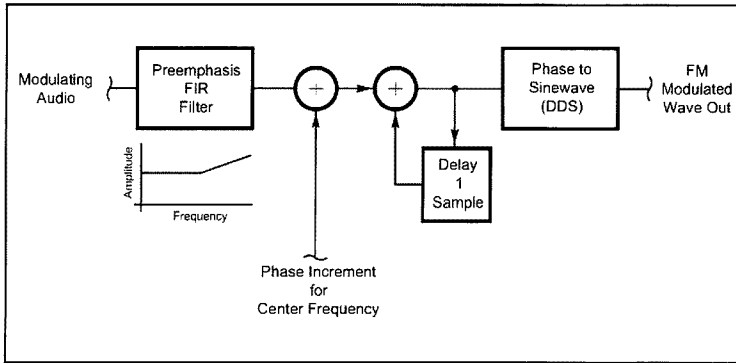 Modulating
Audio
Preemphasis
FIR
Filter
+
+
Phase to
Sinewave
(DDS)
FM
Modulated
Wave Out
Delay
1
Sample
Amplitude
Frequency
Phase Increment
for
Center Frequency